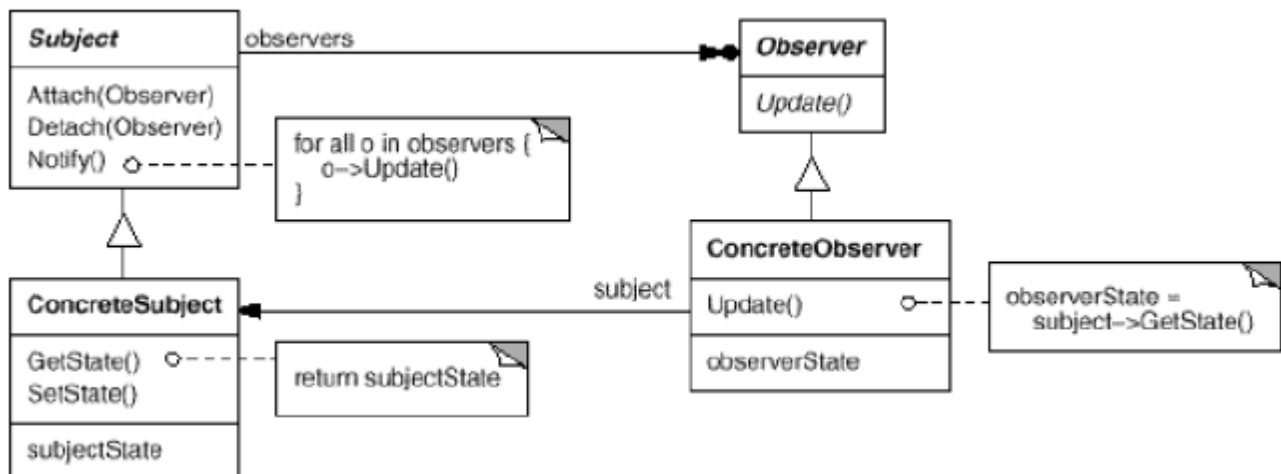 Subject
Attach(Observer)
Detach(Observer)
Notify()
observers
for all o in observers {
o->Update()
}
Observer
Update()
ConcreteSubject
GetState()
SetState()
subjectState
return subjectState
subject
ConcreteObserver
Update()
observerState
observerState =
subject->GetState()